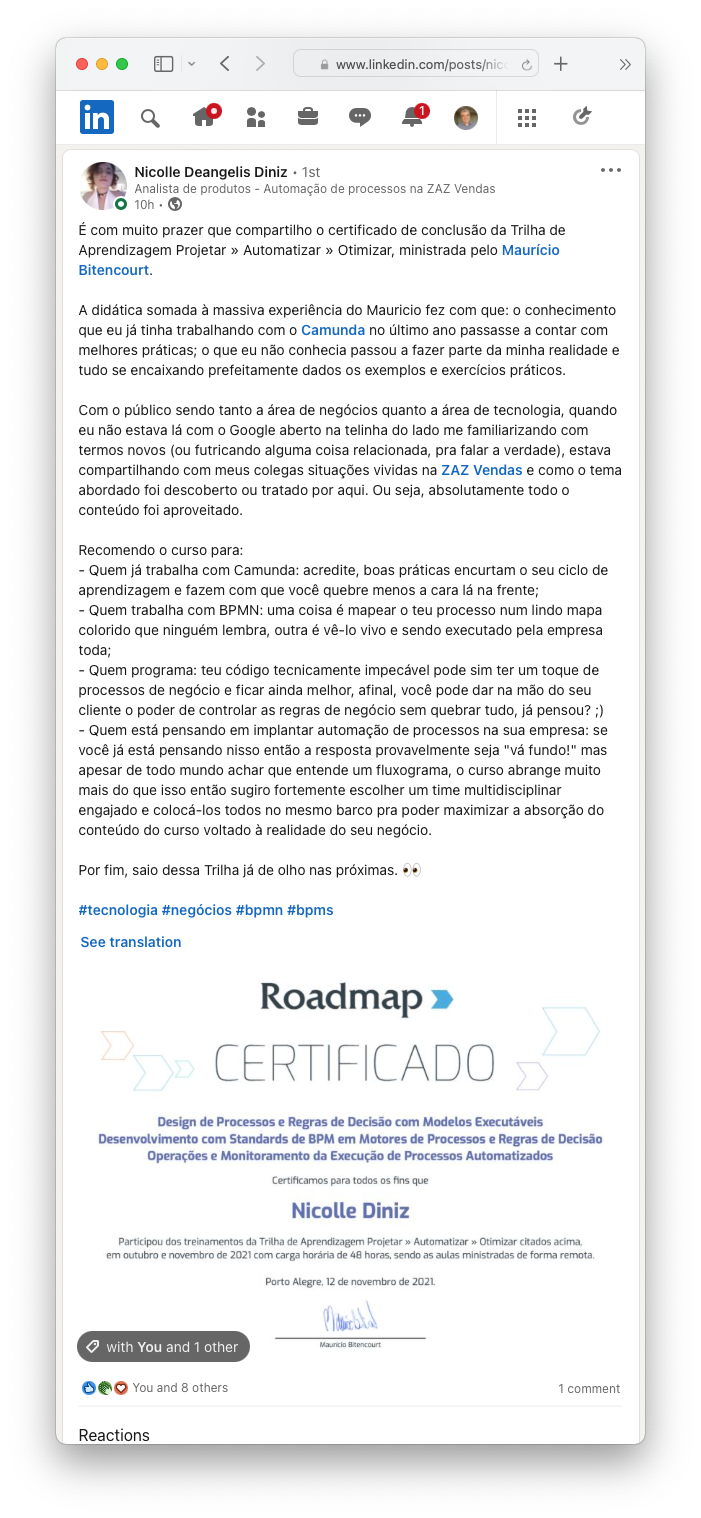 www.linkedin.com/posts/nic
in
1
Nicolle Deangelis Diniz • 1st
Analista de produtos - Automação de processos na ZAZ Vendas
10h •
É com muito prazer que compartilho o certificado de conclusão da Trilha de
Aprendizagem Projetar » Automatizar » Otimizar, ministrada pelo Maurício
Bitencourt.
A didática somada à massiva experiência do Mauricio fez com que: o conhecimento
que eu já tinha trabalhando com o Camunda no último ano passasse a contar com
melhores práticas; o que eu não conhecia passou a fazer parte da minha realidade e
tudo se encaixando prefeitamente dados os exemplos e exercícios práticos.
Com o público sendo tanto a área de negócios quanto a área de tecnologia, quando
eu não estava lá com o Google aberto na telinha do lado me familiarizando com
termos novos (ou futricando alguma coisa relacionada, pra falar a verdade), estava
compartilhando com meus colegas situações vividas na ZAZ Vendas e como o tema
abordado foi descoberto ou tratado por aqui. Ou seja, absolutamente todo o
conteúdo foi aproveitado.
Recomendo o curso para:
- Quem já trabalha com Camunda: acredite, boas práticas encurtam o seu ciclo de
aprendizagem e fazem com que você quebre menos a cara lá na frente;
- Quem trabalha com BPMN: uma coisa é mapear o teu processo num lindo mapa
colorido que ninguém lembra, outra é vê-lo vivo e sendo executado pela empresa
toda;
- Quem programa: teu código tecnicamente impecável pode sim ter um toque de
processos de negócio e ficar ainda melhor, afinal, você pode dar na mão do seu
cliente o poder de controlar as regras de negócio sem quebrar tudo, já pensou? ;)
- Quem está pensando em implantar automação de processos na sua empresa: se
você já está pensando nisso então a resposta provavelmente seja "vá fundo!" mas
apesar de todo mundo achar que entende um fluxograma, o curso abrange muito
mais do que isso então sugiro fortemente escolher um time multidisciplinar
engajado e colocá-los todos no mesmo barco pra poder maximizar a absorção do
conteúdo do curso voltado à realidade do seu negócio.
Por fim, saio dessa Trilha já de olho nas próximas. 👀
#tecnologia #negócios #bpmn #bpms
See translation
Roadmap
CERTIFICADO
Design de Processos e Regras de Decisão com Modelos Executáveis
Desenvolvimento com Standards de BPM em Motores de Processos e Regras de Decisão
Operações e Monitoramento da Execução de Processos Automatizados
Certificamos para todos os fins que
Nicolle Diniz
Participou dos treinamentos da Trilha de Aprendizagem Projetar » Automatizar » Otimizar citados acima,
em outubro e novembro de 2021 com carga horária de 48 horas, sendo as aulas ministradas de forma remota.
Porto Alegre, 12 de novembro de 2021.
Mauricio Bitencourt
with You and 1 other
You and 8 others
1 comment
Reactions